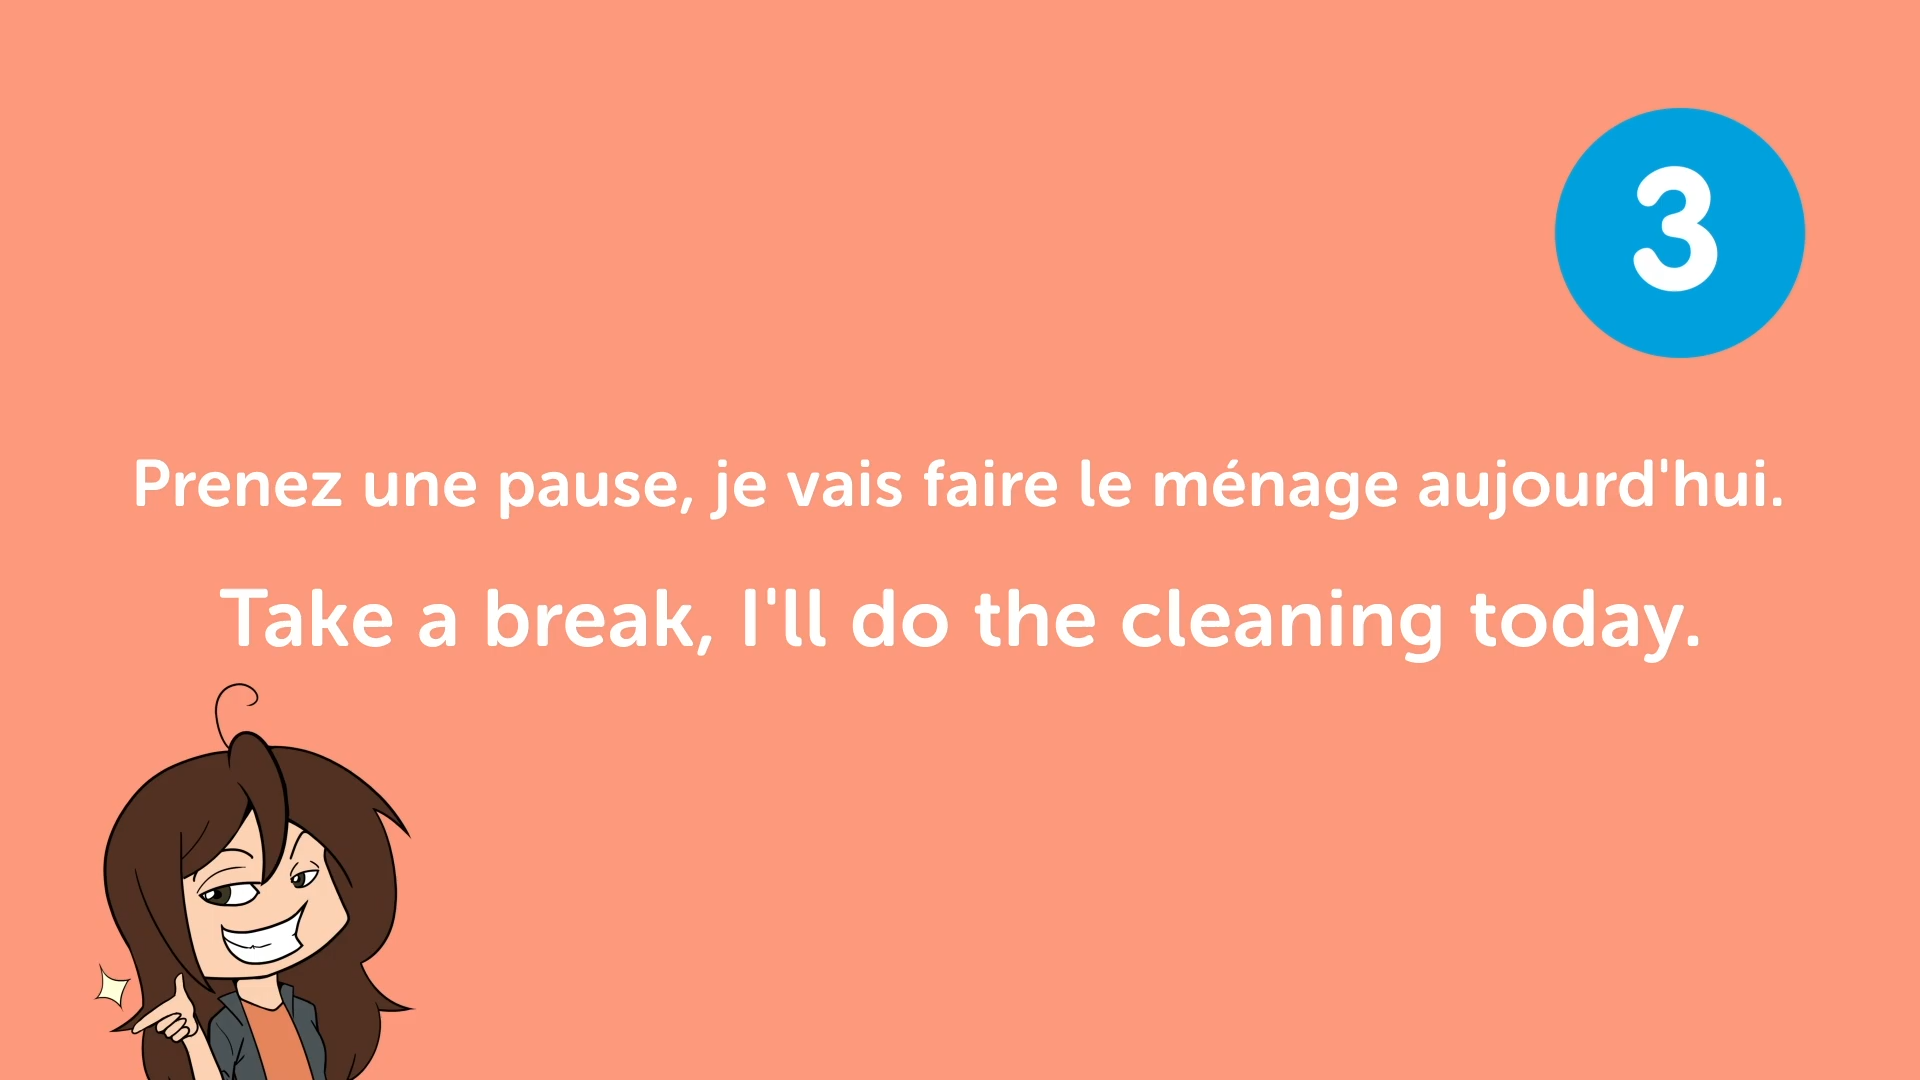 3
Prenez une pause, je vais faire le ménage aujourd'hui.
Take a break, I'll do the cleaning today.